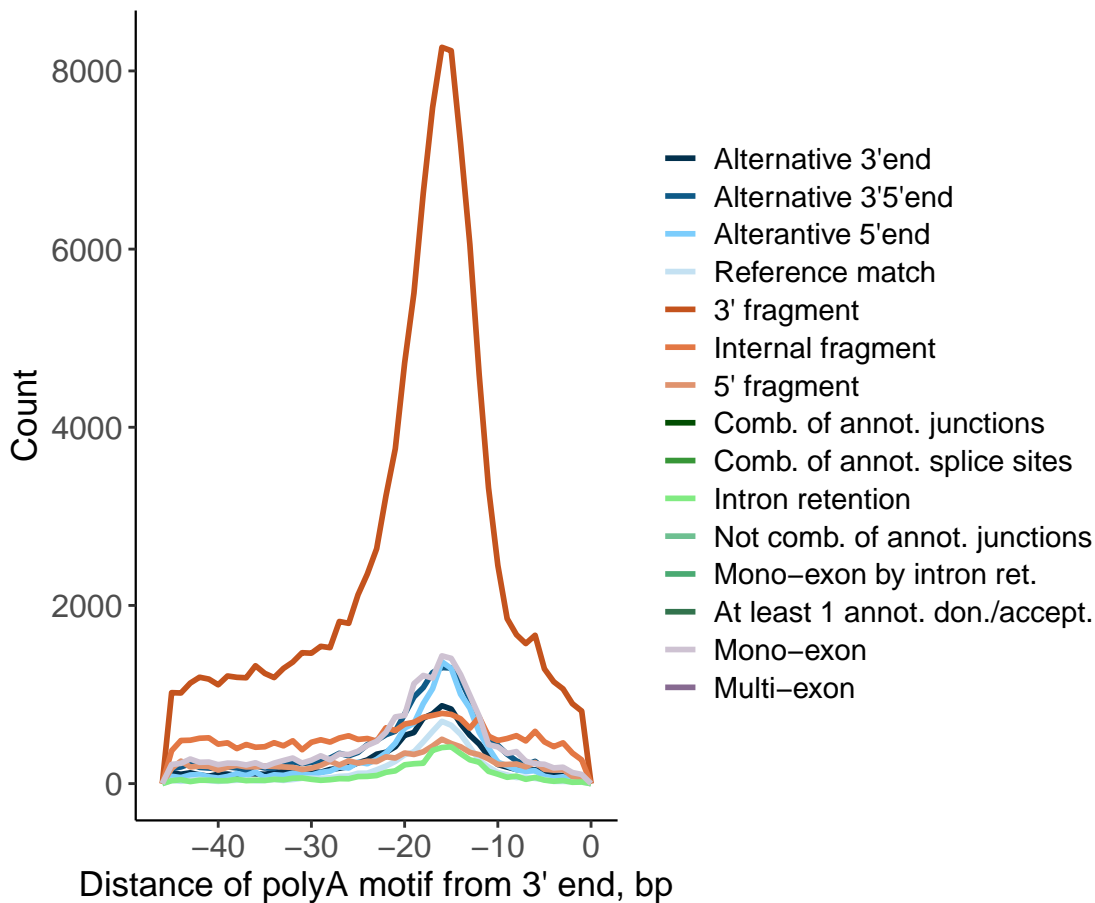 8000
6000
4000
2000
0
Count
−40
−30
−20
−10
0
Distance of polyA motif from 3' end, bp
Alternative 3'end
Alternative 3'5'end
Alterantive 5'end
Reference match
3' fragment
Internal fragment
5' fragment
Comb. of annot. junctions
Comb. of annot. splice sites
Intron retention
Not comb. of annot. junctions
Mono−exon by intron ret.
At least 1 annot. don./accept.
Mono−exon
Multi−exon